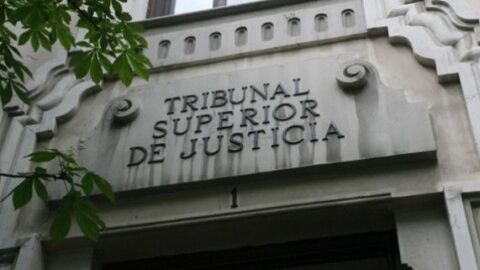 TRIBUNAL
SUPERIOR
DE JUSTICIA
1